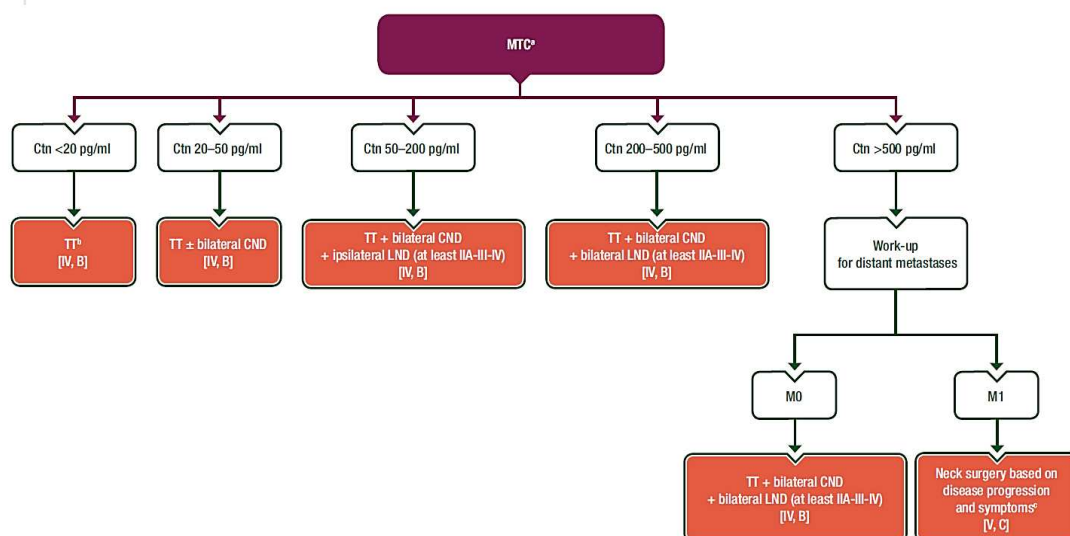 MTCᵃ
Ctn <20 pg/ml
Ctn 20–50 pg/ml
Ctn 50–200 pg/ml
Ctn 200–500 pg/ml
Ctn >500 pg/ml
TTᵇ
[IV, B]
TT ± bilateral CND
[IV, B]
TT + bilateral CND
+ ipsilateral LND (at least IIA-III-IV)
[IV, B]
TT + bilateral CND
+ bilateral LND (at least IIA-III-IV)
[IV, B]
Work-up
for distant metastases
M0
M1
TT + bilateral CND
+ bilateral LND (at least IIA-III-IV)
[IV, B]
Neck surgery based on
disease progression
and symptomsᶜ
[V, C]